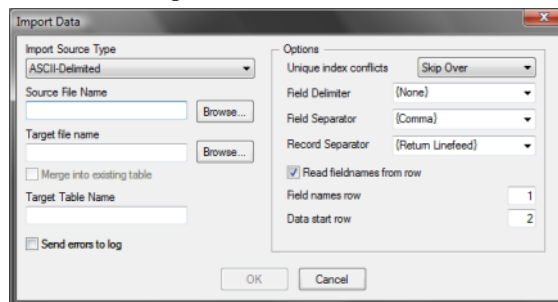 Import Data
Import Source Type
ASCII-Delimited
Source File Name
Browse...
Target file name
Browse...
Merge into existing table
Target Table Name
Send errors to log
Options
Unique index conflicts Skip Over
Field Delimiter {None}
Field Separator {Comma}
Record Separator {Return Linefeed}
Read fieldnames from row
Field names row 1
Data start row 2
OK Cancel